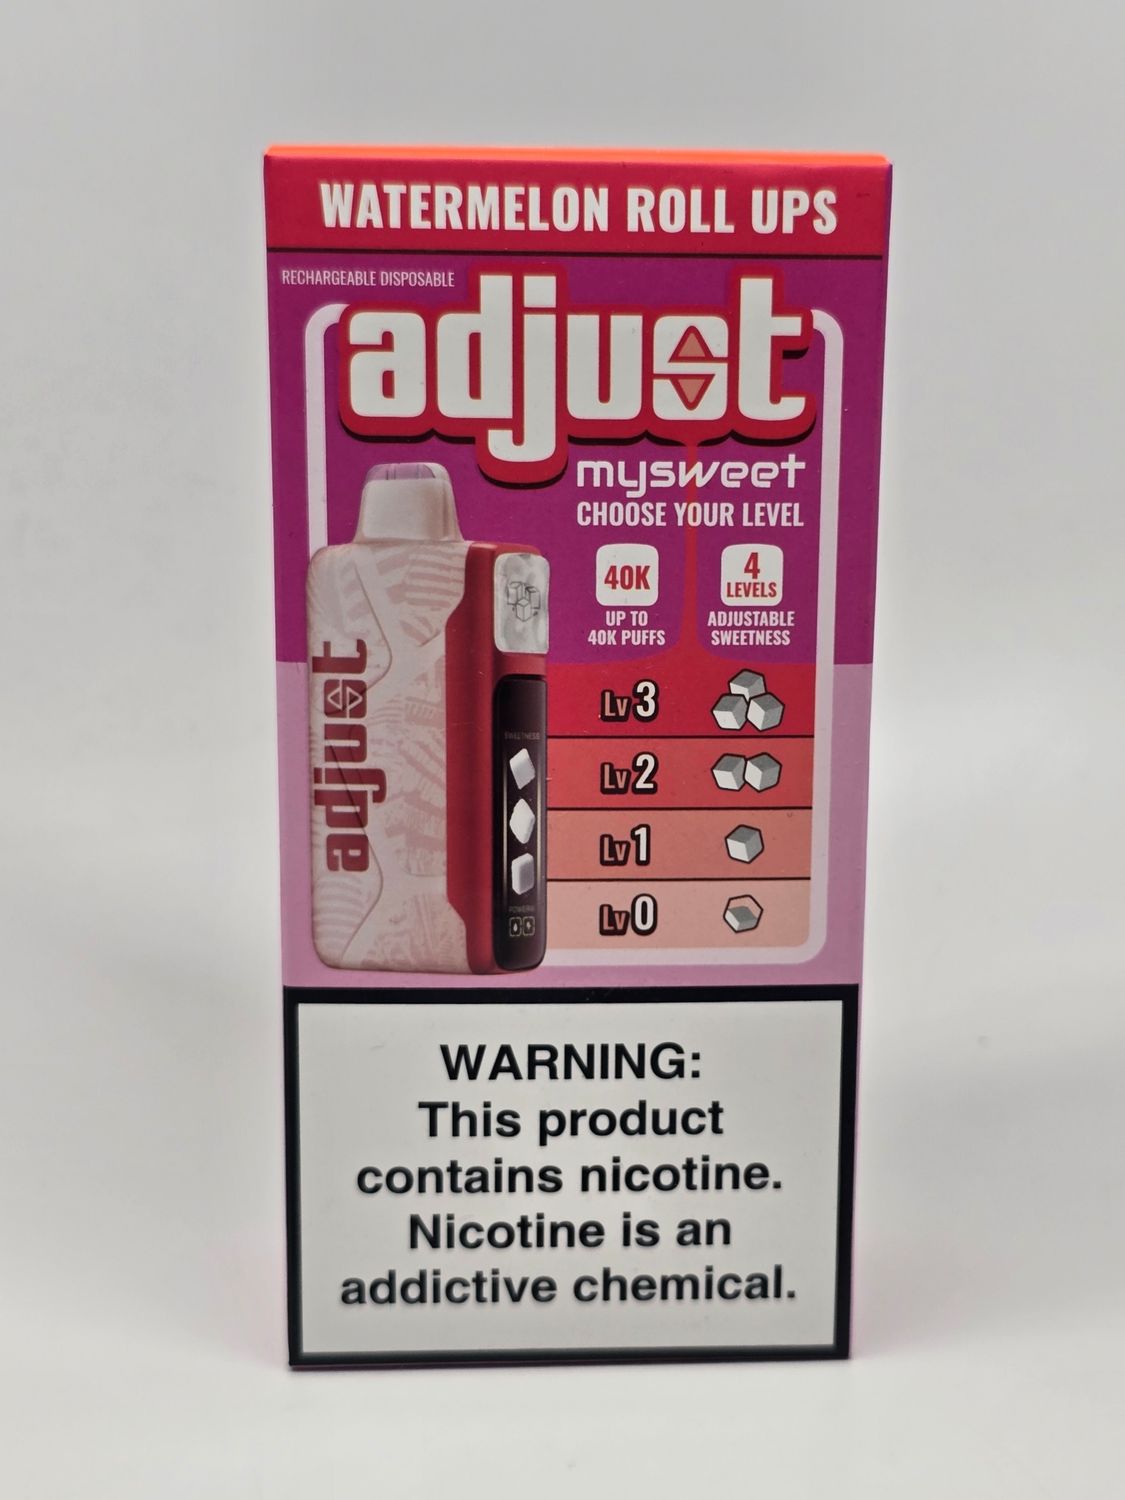 WATERMELON ROLL UPS
RECHARGEABLE DISPOSABLE
adjust
mysweet
CHOOSE YOUR LEVEL
40K
UP TO
40K PUFFS
4
LEVELS
ADJUSTABLE
SWEETNESS
adjust
SWEETNESS
Lv3
Lv2
Lv1
Lv0
WARNING:
This product
contains nicotine.
Nicotine is an
addictive chemical.